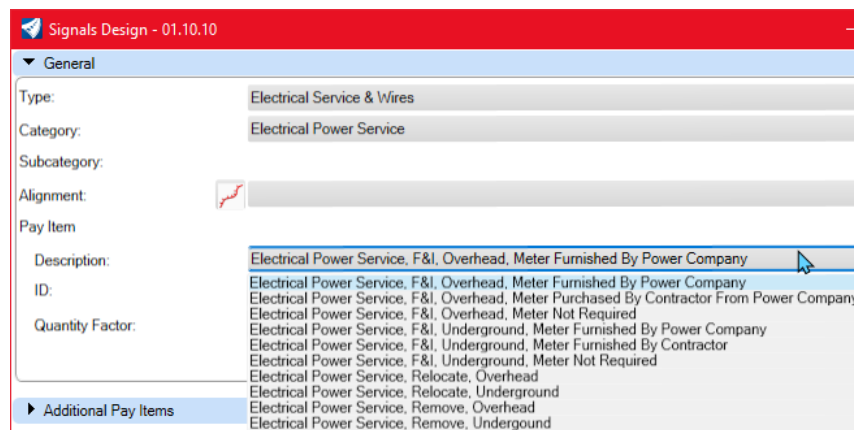 Signals Design - 01.10.10
General
Type: Electrical Service & Wires
Category: Electrical Power Service
Subcategory:
Alignment:
Pay Item
Description: Electrical Power Service, F&I, Overhead, Meter Furnished By Power Company
ID:
Quantity Factor:
Electrical Power Service, F&I, Overhead, Meter Furnished By Power Company
Electrical Power Service, F&I, Overhead, Meter Purchased By Contractor From Power Company
Electrical Power Service, F&I, Overhead, Meter Not Required
Electrical Power Service, F&I, Underground, Meter Furnished By Power Company
Electrical Power Service, F&I, Underground, Meter Furnished By Contractor
Electrical Power Service, F&I, Underground, Meter Not Required
Electrical Power Service, Relocate, Overhead
Electrical Power Service, Relocate, Underground
Electrical Power Service, Remove, Overhead
Electrical Power Service, Remove, Undergound
Additional Pay Items